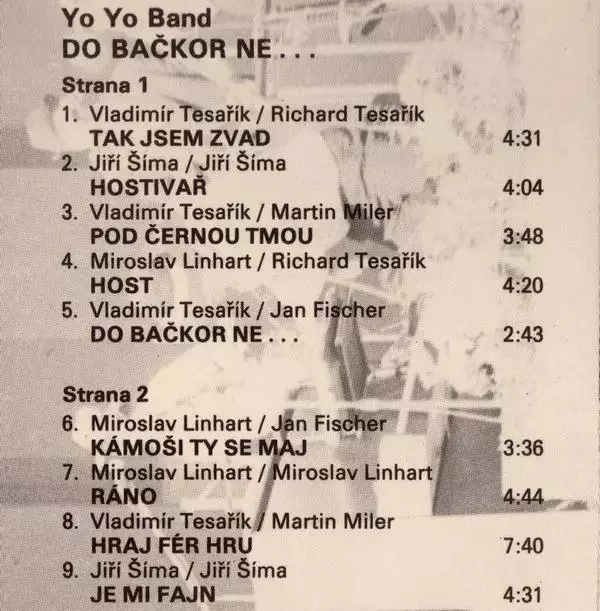 Yo Yo Band
DO BAČKOR NE...
Strana 1
1. Vladimír Tesařík / Richard Tesařík
TAK JSEM ZVAD 4:31
2. Jiří Šíma / Jiří Šíma
HOSTIVAŘ 4:04
3. Vladimír Tesařík / Martin Miler
POD ČERNOU TMOU 3:48
4. Miroslav Linhart / Richard Tesařík
HOST 4:20
5. Vladimír Tesařík / Jan Fischer
DO BAČKOR NE... 2:43
Strana 2
6. Miroslav Linhart / Jan Fischer
KÁMOŠI TY SE MAJ 3:36
7. Miroslav Linhart / Miroslav Linhart
RÁNO 4:44
8. Vladimír Tesařík / Martin Miler
HRAJ FÉR HRU 7:40
9. Jiří Šíma / Jiří Šíma
JE MI FAJN 4:31